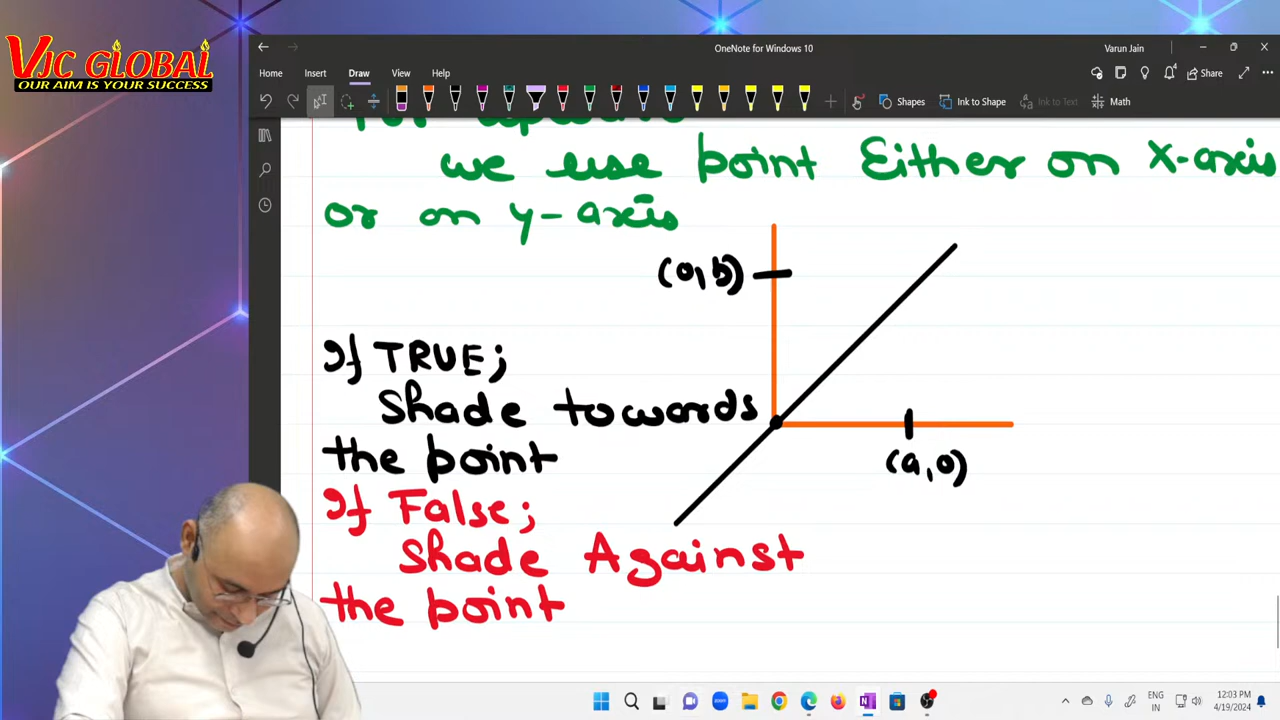 VJC GLOBAL
OUR AIM IS YOUR SUCCESS
OneNote for Windows 10
Varun Jain
Home Insert Draw View Help
Share
Shapes Ink to Shape Ink to Text Math
we use point Either on X-axis
or on y-axis
(0,b)
If TRUE;
Shade towards
the point
(a,0)
If False;
Shade Against
the point
ENG
IN
12:03 PM
4/19/2024